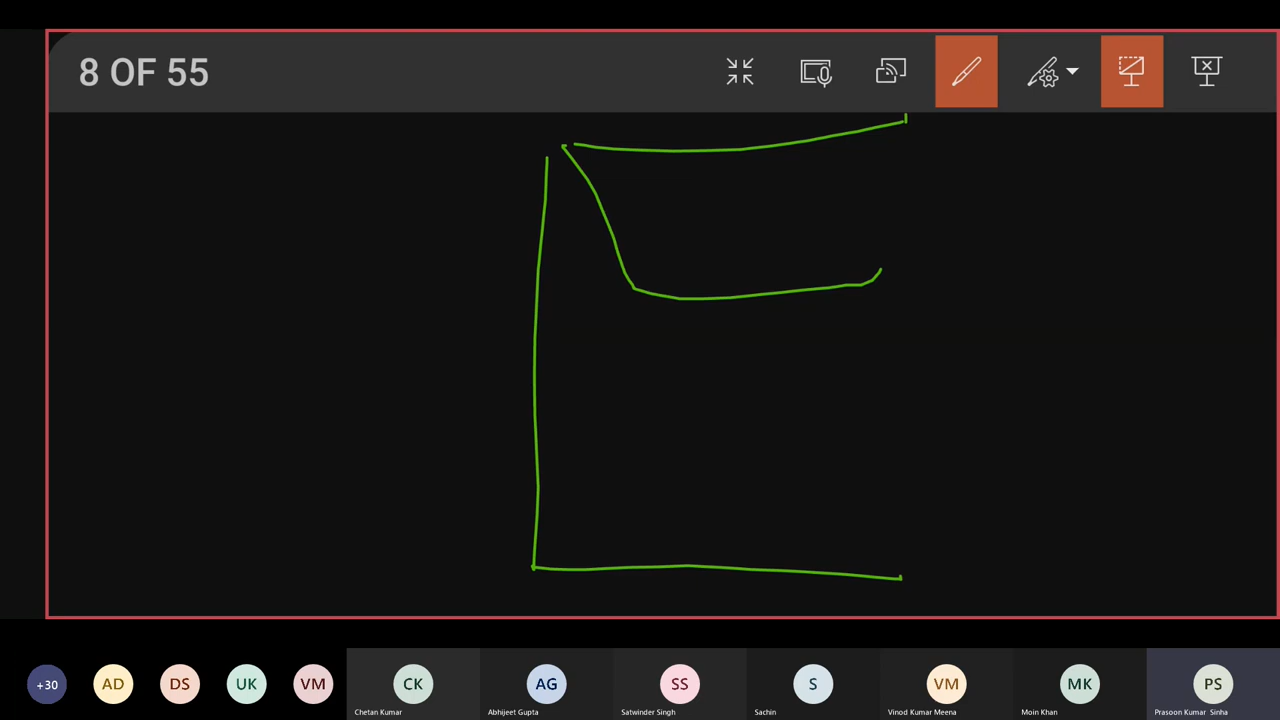 8 OF 55
+30 AD DS UK VM CK AG SS S VM MK PS
Chetan Kumar Abhijeet Gupta Satwinder Singh Sachin Vinod Kumar Meena Moin Khan Prasoon Kumar Sinha